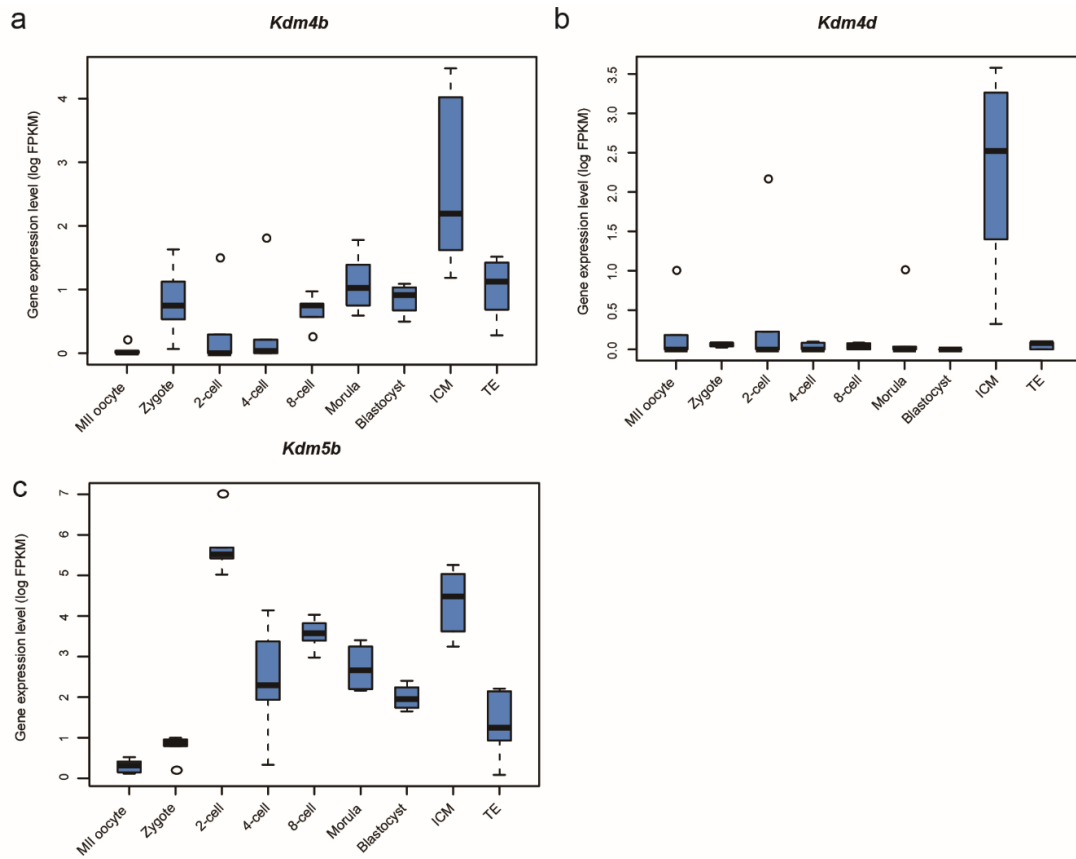 a
Kdm4b
Gene expression level (log FPKM)
4
3
2
1
0
MII oocyte
Zygote
2-cell
4-cell
8-cell
Morula
Blastocyst
ICM
TE
b
Kdm4d
Gene expression level (log FPKM)
3.5
3.0
2.5
2.0
1.5
1.0
0.5
0.0
MII oocyte
Zygote
2-cell
4-cell
8-cell
Morula
Blastocyst
ICM
TE
c
Kdm5b
Gene expression level (log FPKM)
7
6
5
4
3
2
1
0
MII oocyte
Zygote
2-cell
4-cell
8-cell
Morula
Blastocyst
ICM
TE